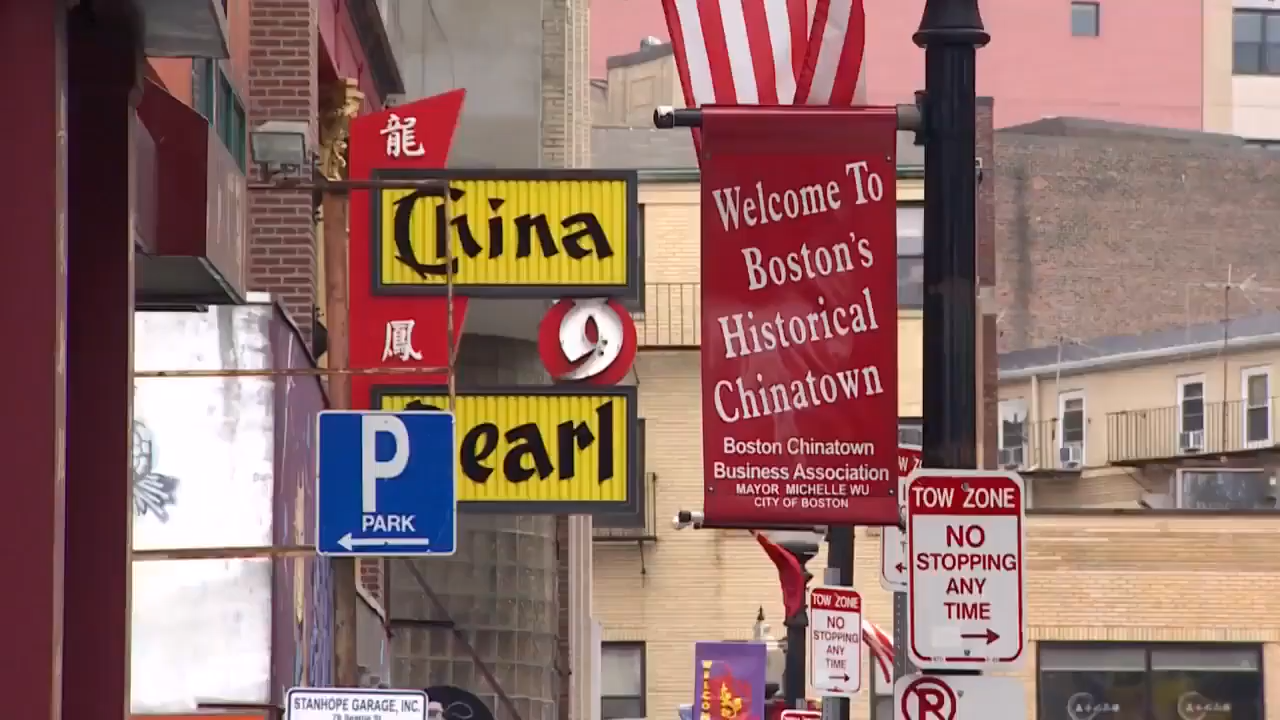 龍
China
鳳
9
Pearl
P
PARK
STANHOPE GARAGE, INC.
Welcome To
Boston's
Historical
Chinatown
Boston Chinatown
Business Association
MAYOR MICHELLE WU
CITY OF BOSTON
TOW ZONE
NO
STOPPING
ANY
TIME
TOW ZONE
NO
STOPPING
ANY
TIME
P